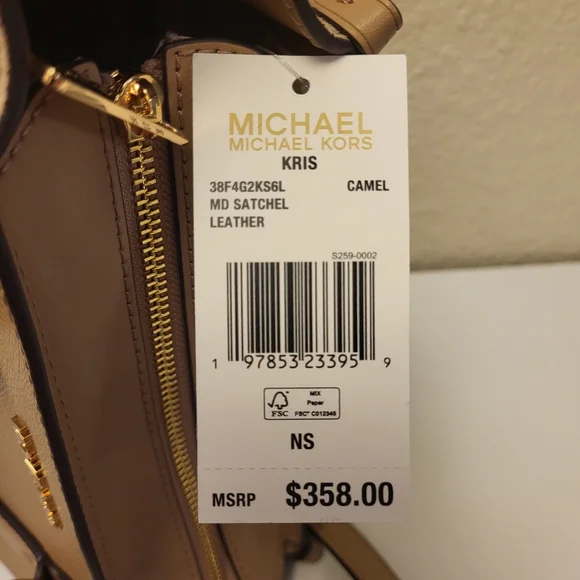 MICHAEL
MICHAEL KORS
KRIS
38F4G2KS6L CAMEL
MD SATCHEL
LEATHER
S259-0002
1 97853 23395 9
FSC
MIX
Paper
FSC® C012345
NS
MSRP $358.00